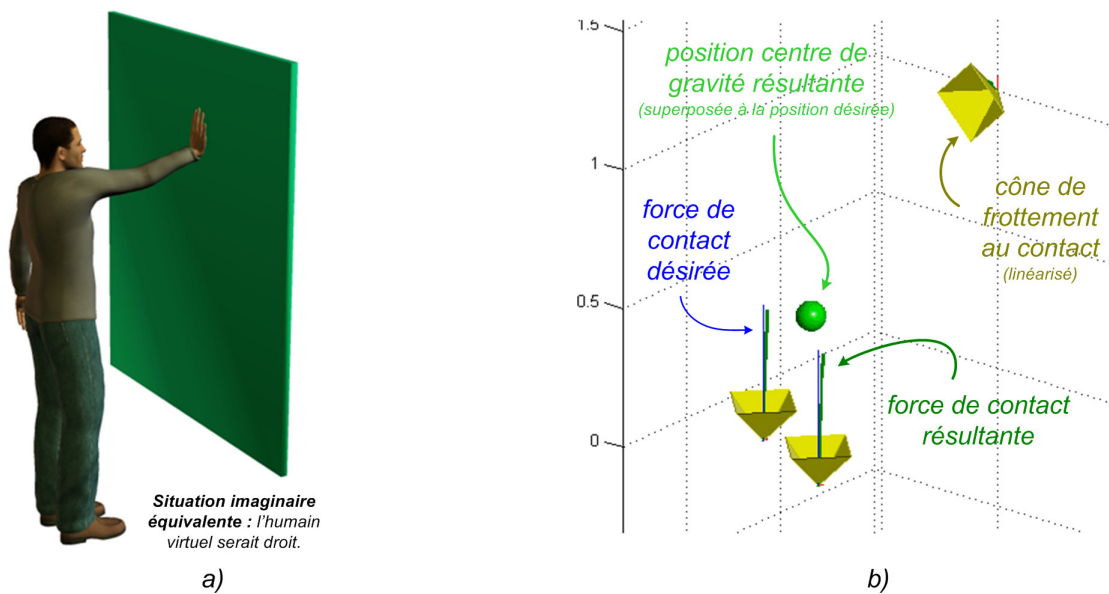 Situation imaginaire
équivalente : l'humain
virtuel serait droit.
a)
1.5
1
0.5
0
position centre de
gravité résultante
(superposée à la position désirée)
force de
contact
désirée
cône de
frottement
au contact
(linéarisé)
force de contact
résultante
b)